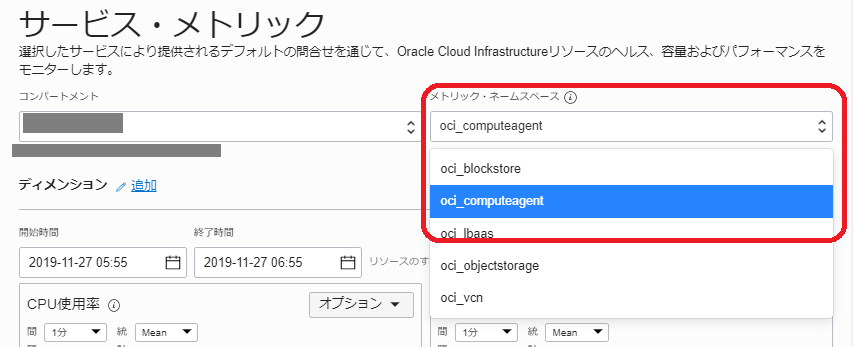 サービス・メトリック
選択したサービスにより提供されるデフォルトの問合せを通じて、Oracle Cloud Infrastructureリソースのヘルス、容量およびパフォーマンスを
モニターします。
コンパートメント
メトリック・ネームスペース
oci_computeagent
oci_blockstore
oci_computeagent
oci_lbaas
oci_objectstorage
oci_vcn
ディメンション 追加
開始時間 終了時間
2019-11-27 05:55 2019-11-27 06:55 リソースのす
CPU使用率 オプション
間 1分 統 Mean
間 1分 統 Mean